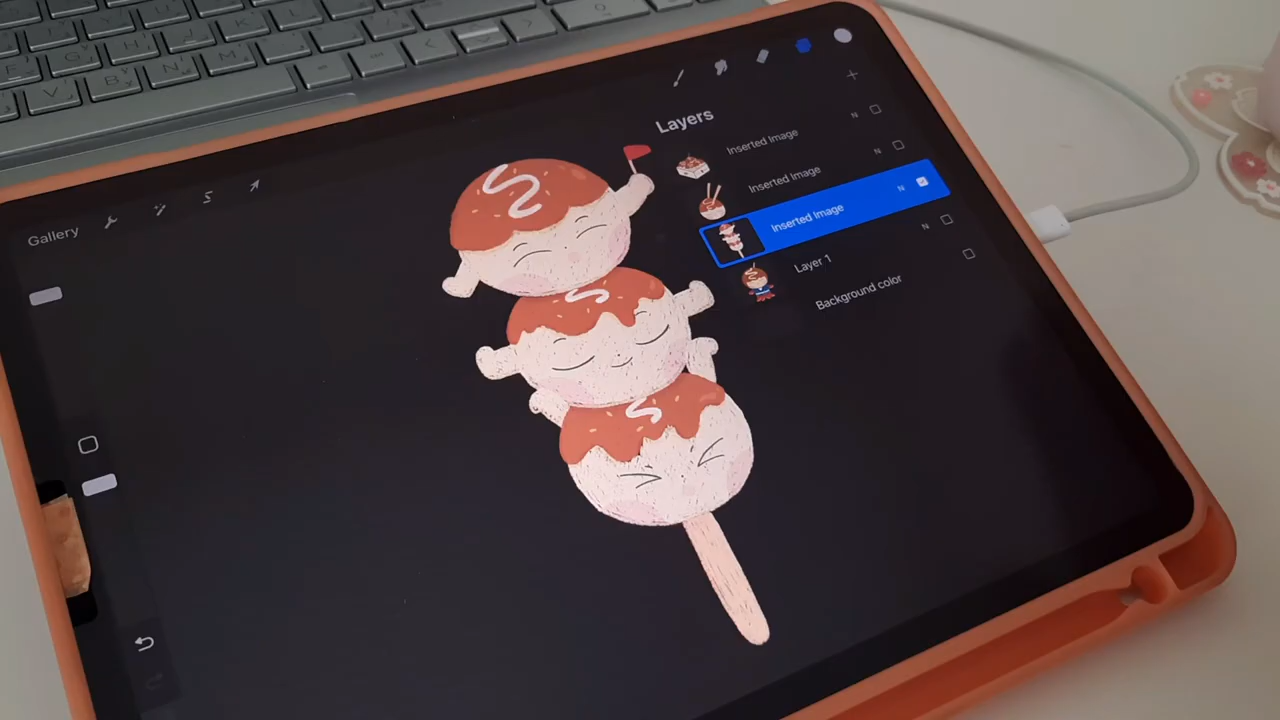 Gallery
S
Layers
Inserted Image
N
Inserted Image
N
Inserted Image
N
Layer 1
N
Background color
V
B
N
M
H
J
K
L